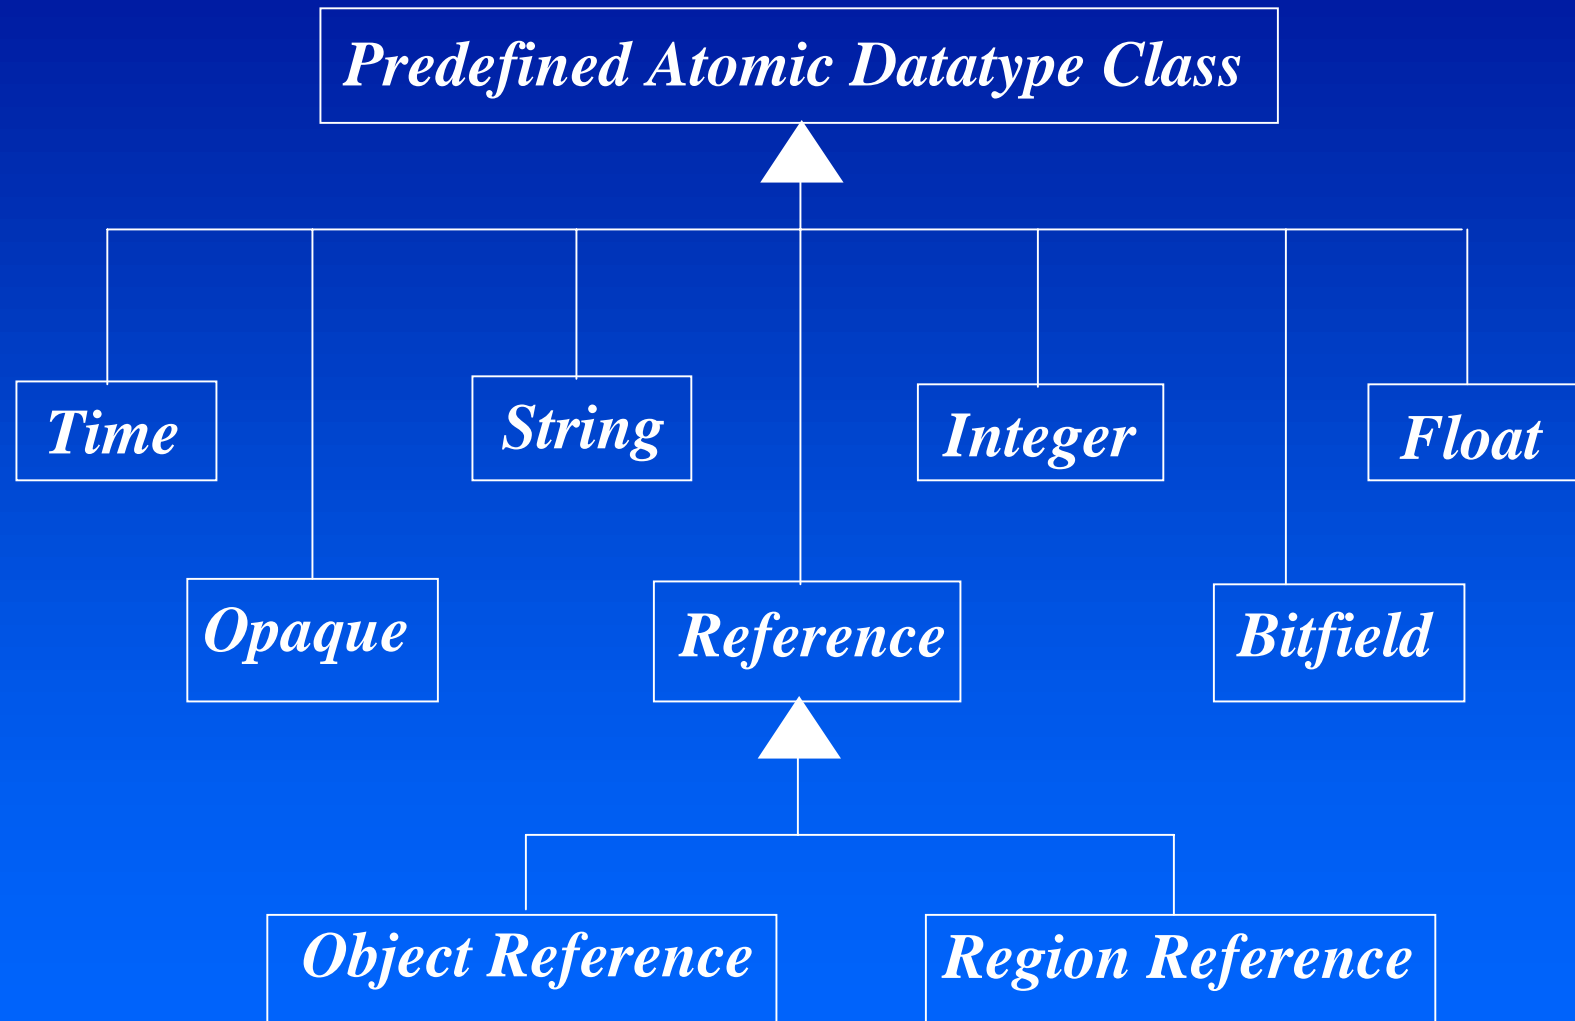 Predefined Atomic Datatype Class
Time
String
Integer
Float
Opaque
Reference
Bitfield
Object Reference
Region Reference